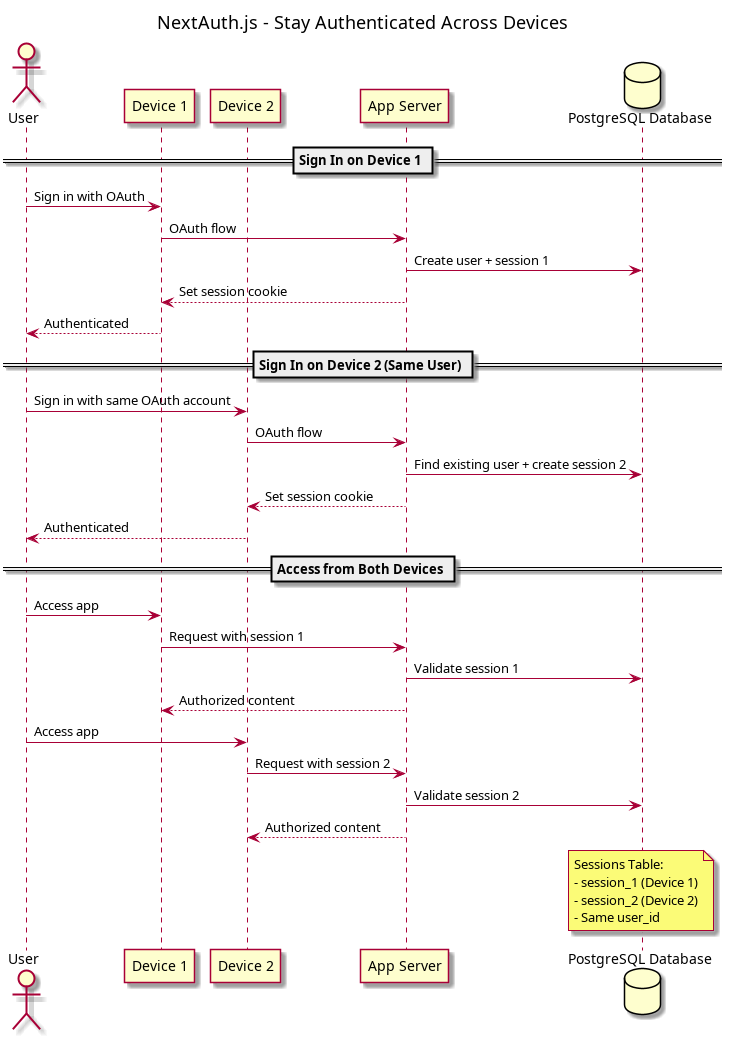 NextAuth.js - Stay Authenticated Across Devices
User
Device 1
Device 2
App Server
PostgreSQL Database
Sign In on Device 1
Sign in with OAuth
OAuth flow
Create user + session 1
Set session cookie
Authenticated
Sign In on Device 2 (Same User)
Sign in with same OAuth account
OAuth flow
Find existing user + create session 2
Set session cookie
Authenticated
Access from Both Devices
Access app
Request with session 1
Validate session 1
Authorized content
Access app
Request with session 2
Validate session 2
Authorized content
Sessions Table:
- session_1 (Device 1)
- session_2 (Device 2)
- Same user_id
User
Device 1
Device 2
App Server
PostgreSQL Database